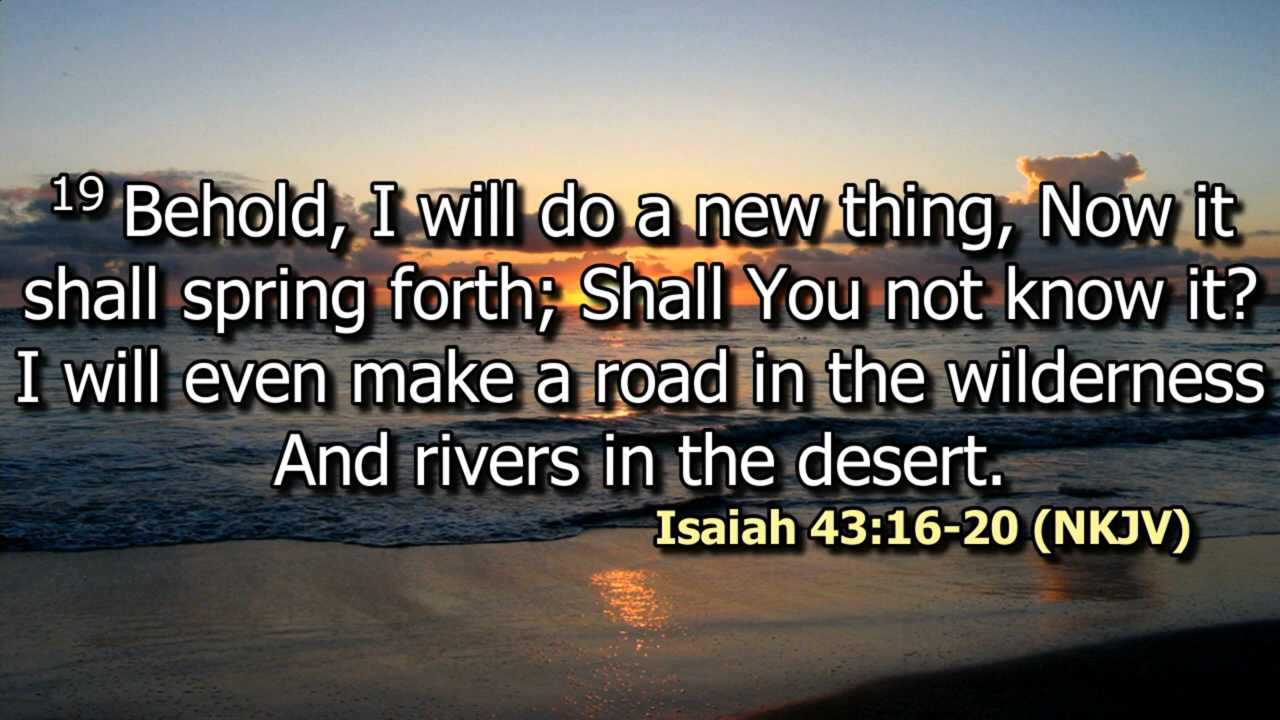 19 Behold, I will do a new thing, Now it
shall spring forth; Shall You not know it?
I will even make a road in the wilderness
And rivers in the desert.
Isaiah 43:16-20 (NKJV)